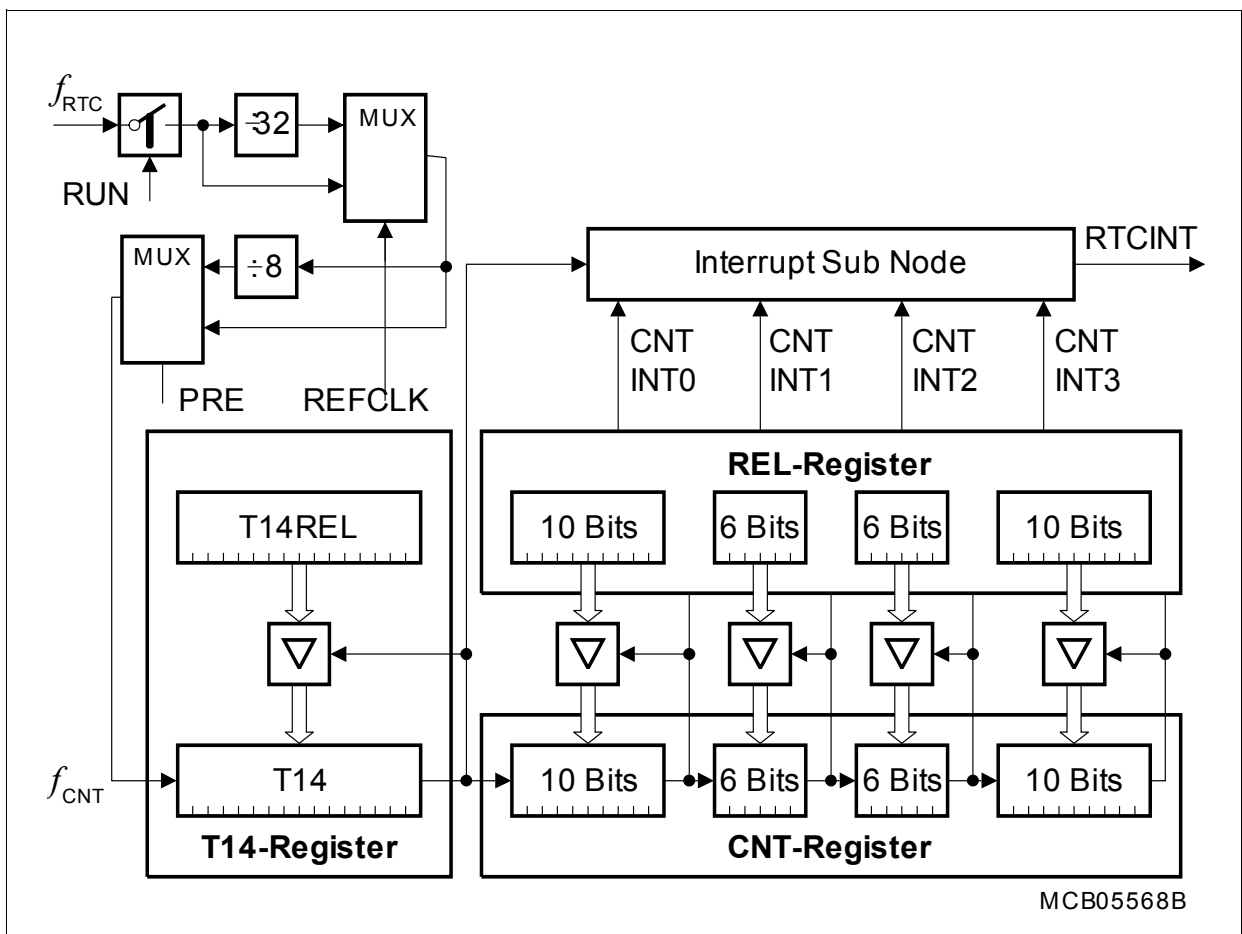 fRTC
÷32
MUX
RUN
MUX
÷8
Interrupt Sub Node
RTCINT
CNT INT0
CNT INT1
CNT INT2
CNT INT3
PRE
REFCLK
REL-Register
T14REL
10 Bits
6 Bits
6 Bits
10 Bits
fCNT
T14
10 Bits
6 Bits
6 Bits
10 Bits
T14-Register
CNT-Register
MCB05568B